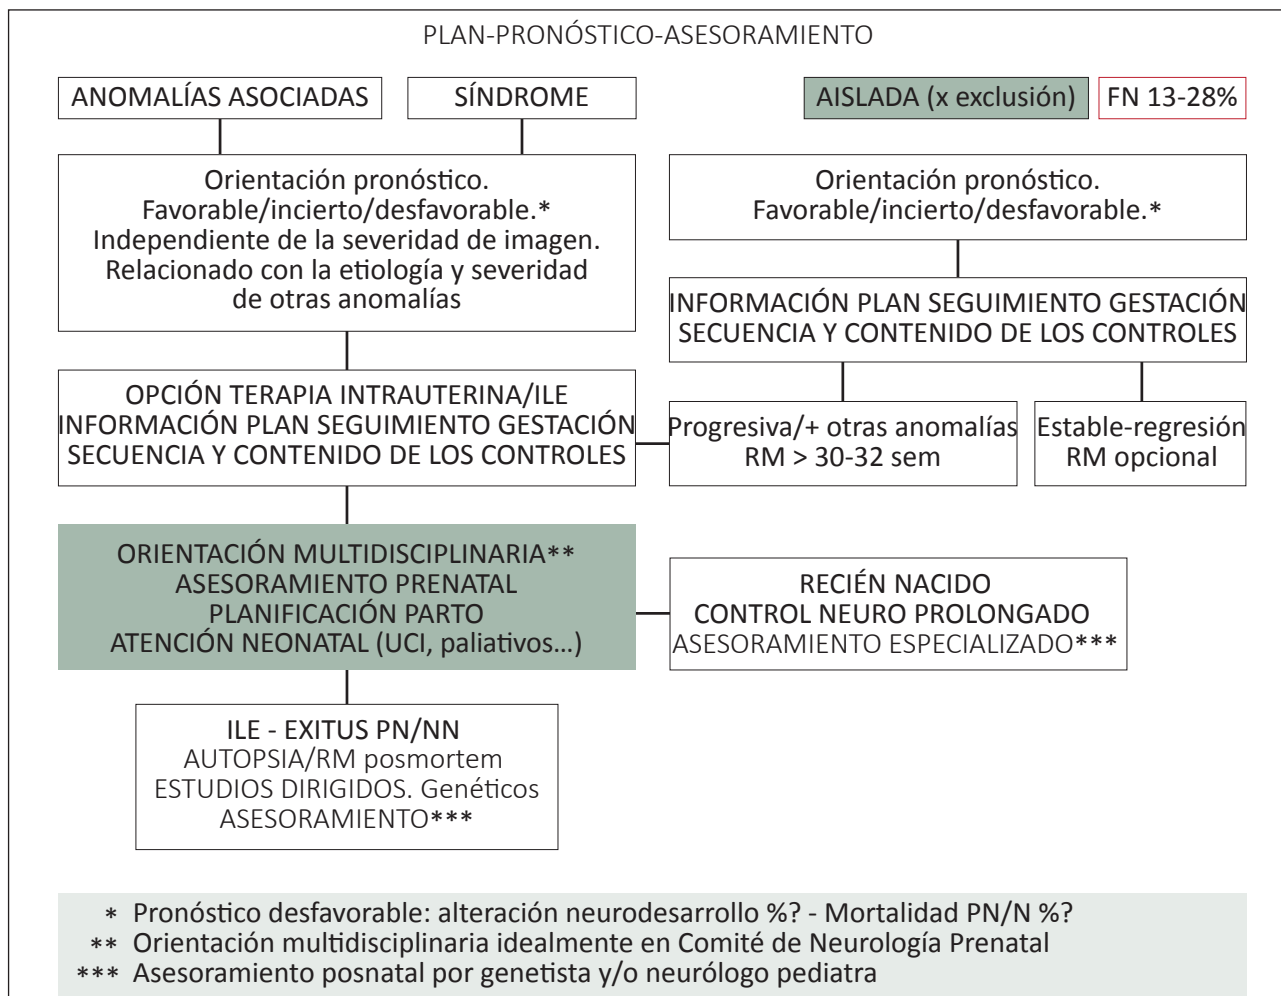 PLAN-PRONÓSTICO-ASESORAMIENTO
ANOMALÍAS ASOCIADAS
SÍNDROME
AISLADA (x exclusión)
FN 13-28%
Orientación pronóstico.
Favorable/incierto/desfavorable.*
Independiente de la severidad de imagen.
Relacionado con la etiología y severidad
de otras anomalías
Orientación pronóstico.
Favorable/incierto/desfavorable.*
INFORMACIÓN PLAN SEGUIMIENTO GESTACIÓN
SECUENCIA Y CONTENIDO DE LOS CONTROLES
OPCIÓN TERAPIA INTRAUTERINA/ILE
INFORMACIÓN PLAN SEGUIMIENTO GESTACIÓN
SECUENCIA Y CONTENIDO DE LOS CONTROLES
Progresiva/+ otras anomalías
RM > 30-32 sem
Estable-regresión
RM opcional
ORIENTACIÓN MULTIDISCIPLINARIA**
ASESORAMIENTO PRENATAL
PLANIFICACIÓN PARTO
ATENCIÓN NEONATAL (UCI, paliativos...)
RECIÉN NACIDO
CONTROL NEURO PROLONGADO
ASESORAMIENTO ESPECIALIZADO***
ILE - EXITUS PN/NN
AUTOPSIA/RM posmortem
ESTUDIOS DIRIGIDOS. Genéticos
ASESORAMIENTO***
* Pronóstico desfavorable: alteración neurodesarrollo %? - Mortalidad PN/N %?
** Orientación multidisciplinaria idealmente en Comité de Neurología Prenatal
*** Asesoramiento posnatal por genetista y/o neurólogo pediatra